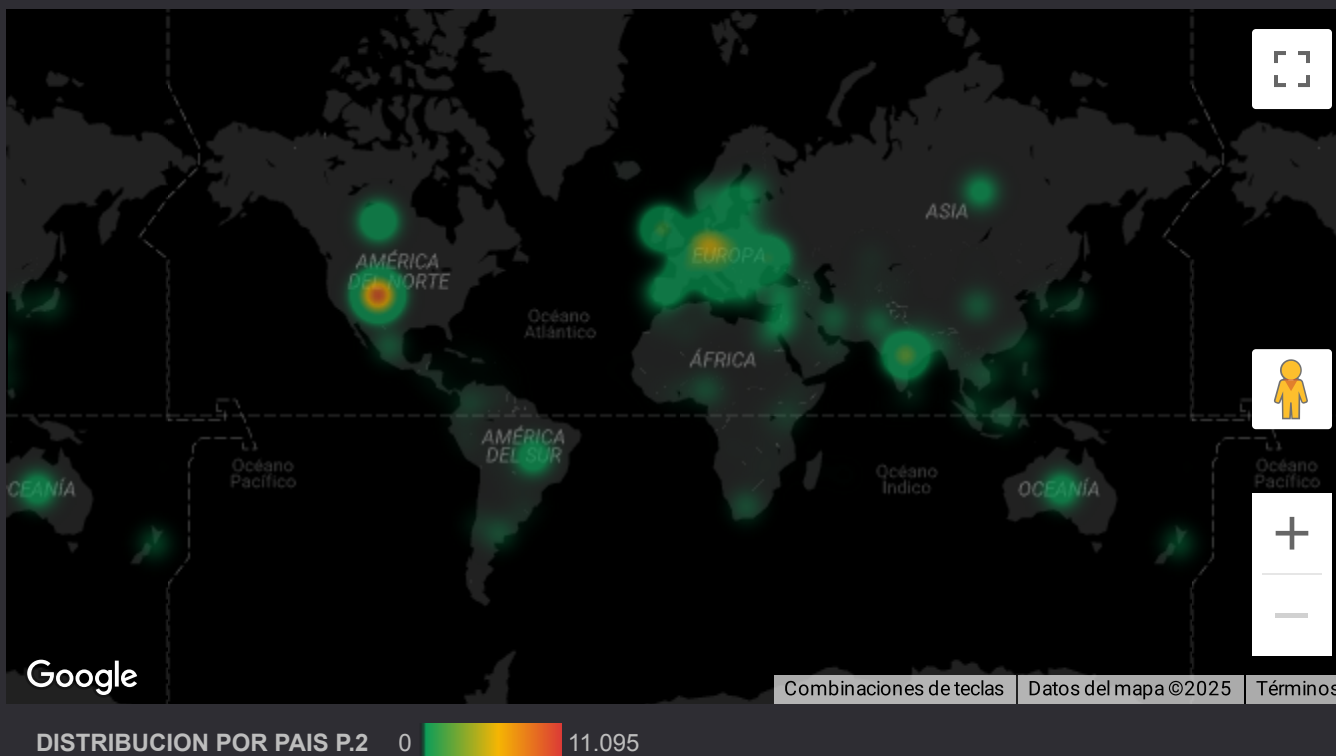 ASIA
AMÉRICA
DEL NORTE
EUROPA
Océano
Atlántico
ÁFRICA
AMÉRICA
DEL SUR
Océano
Pacífico
Océano
Índico
CEANÍA
OCEANÍA
Océano
Pacífico
Google
Combinaciones de teclas
Datos del mapa ©2025
Términos
DISTRIBUCION POR PAIS P.2 0 11.095